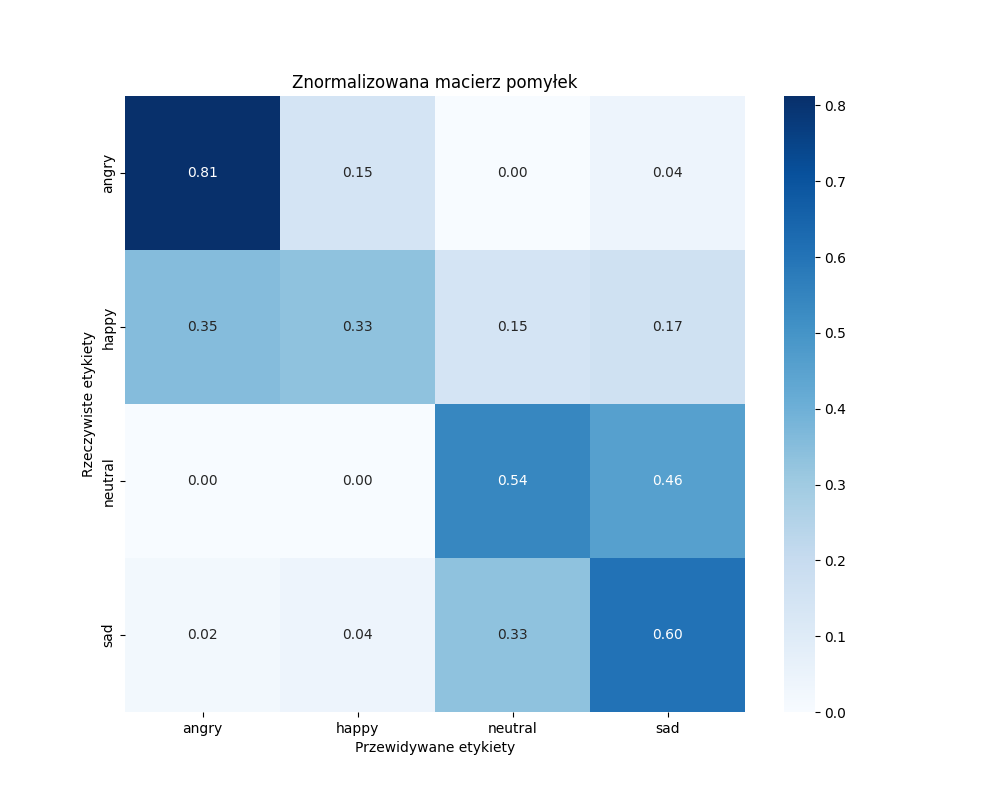 Znormalizowana macierz pomyłek
Rzeczywiste etykiety
angry
0.81 0.15 0.00 0.04
happy
0.35 0.33 0.15 0.17
neutral
0.00 0.00 0.54 0.46
sad
0.02 0.04 0.33 0.60
angry happy neutral sad
Przewidywane etykiety
0.8
0.7
0.6
0.5
0.4
0.3
0.2
0.1
0.0